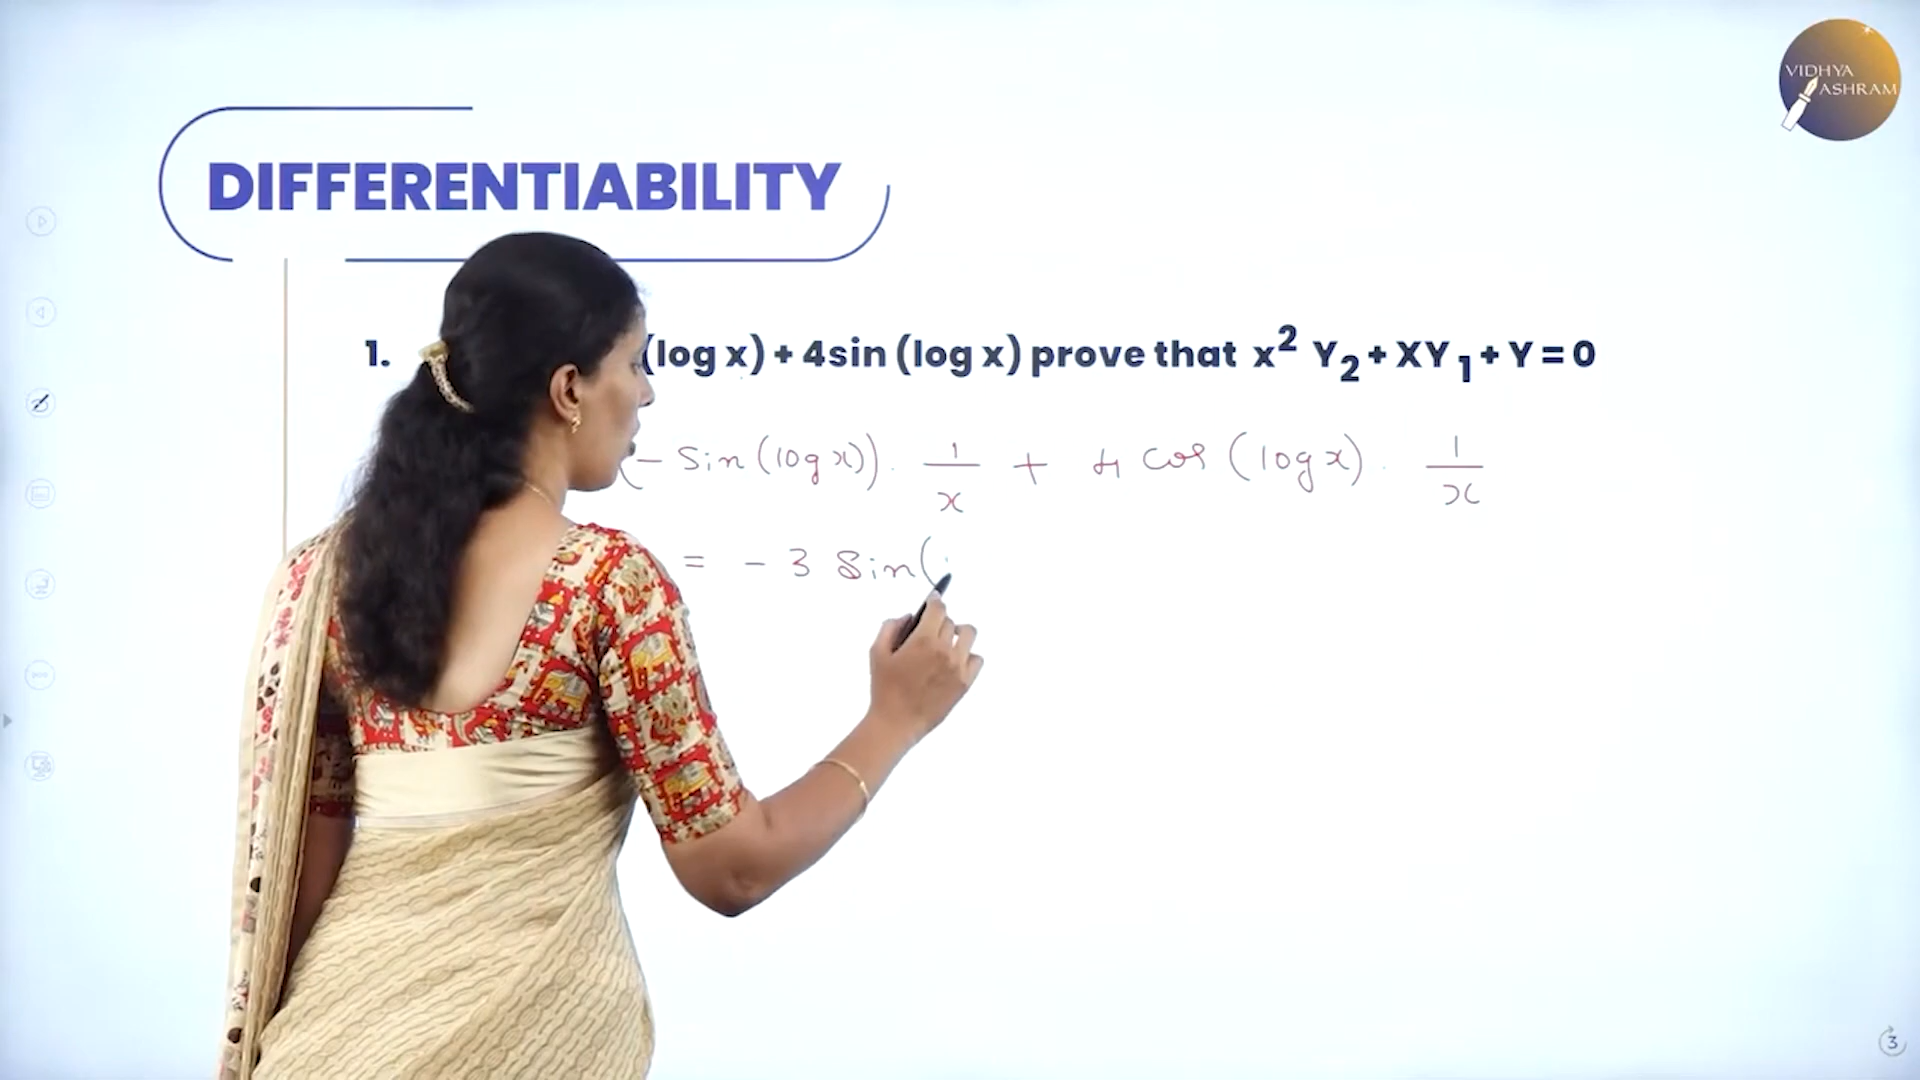 VIDHYA
ASHRAM
DIFFERENTIABILITY
1. (log x) + 4sin (log x) prove that x² Y₂ + XY₁ + Y = 0
(- Sin (log x)) . 1/x + 4 cos (log x) . 1/x
= - 3 Sin(
3